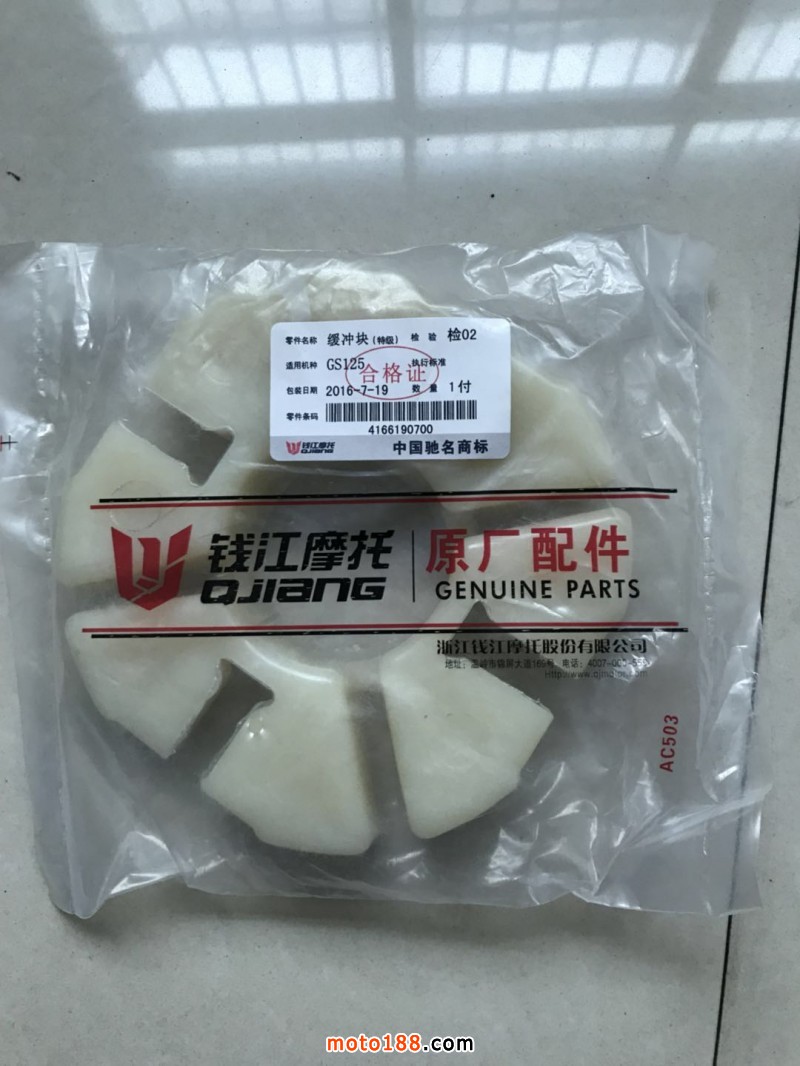 零件名称 缓冲块(特级) 检 验 检02
适用机种 GS125 执行标准
合格证
包装日期 2016-7-19 数 量 1付
零件条码
4166190700
钱江摩托 中国驰名商标
QJIANG
钱江摩托 原厂配件
QJIANG GENUINE PARTS
浙江钱江摩托股份有限公司
AC503
moto188.com